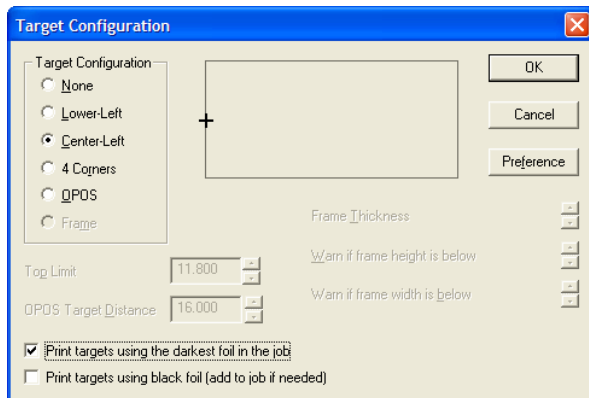 Target Configuration
Target Configuration
None
Lower-Left
Center-Left
4 Corners
OPOS
Frame
OK
Cancel
Preference
Frame Thickness
Warn if frame height is below
Warn if frame width is below
Top Limit
11.800
OPOS Target Distance
16.000
Print targets using the darkest foil in the job
Print targets using black foil (add to job if needed)